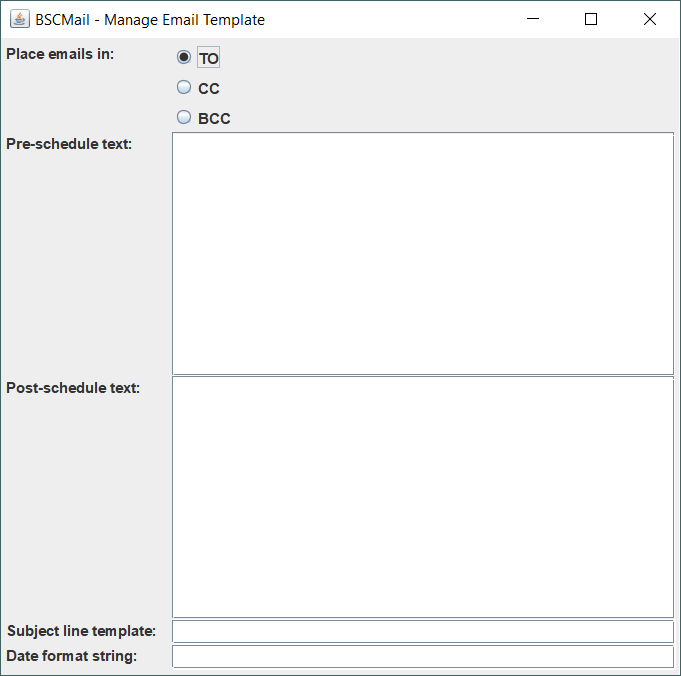 BSCMail - Manage Email Template
Place emails in:
TO
CC
BCC
Pre-schedule text:
Post-schedule text:
Subject line template:
Date format string: